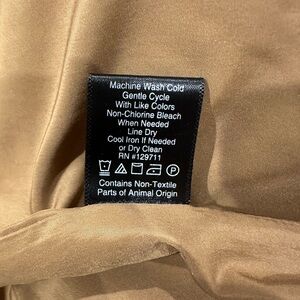 Machine Wash Cold
Gentle Cycle
With Like Colors
Non-Chlorine Bleach
When Needed
Line Dry
Cool Iron If Needed
or Dry Clean
RN #129711
Contains Non-Textile
Parts of Animal Origin